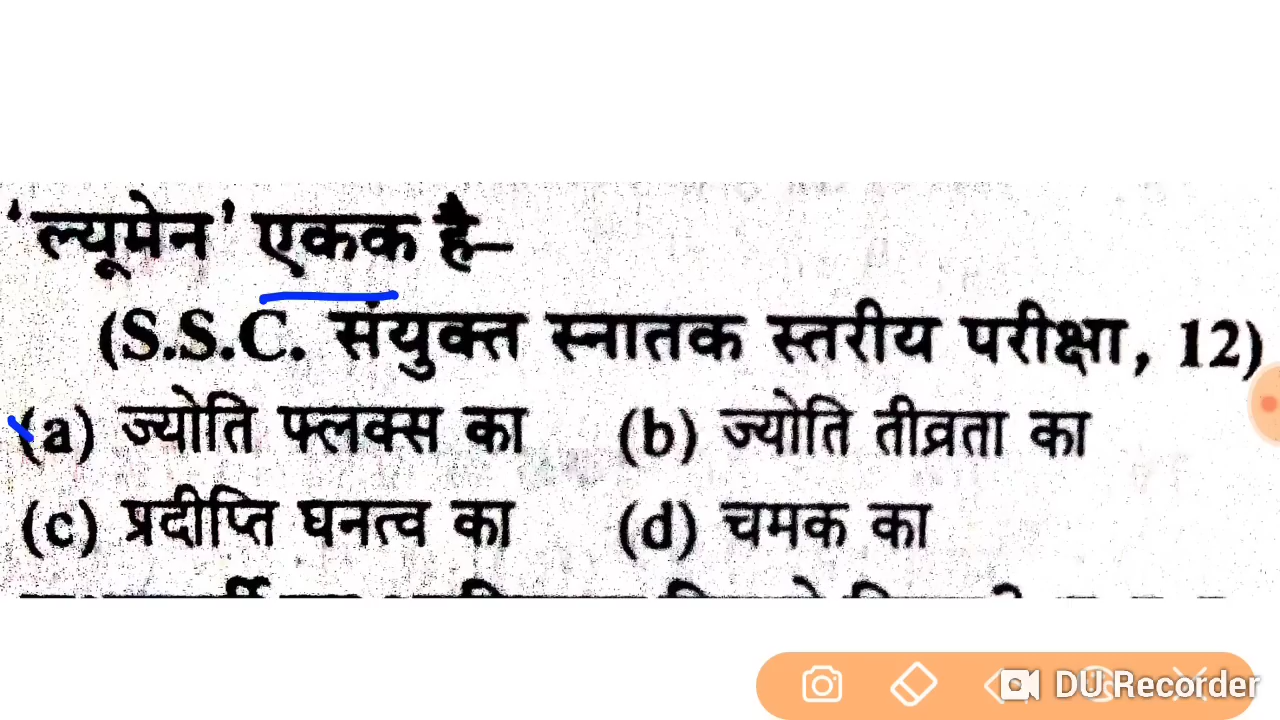 'ल्यूमेन' एकक है–
(S.S.C. संयुक्त स्नातक स्तरीय परीक्षा, 12)
(a) ज्योति फ्लक्स का (b) ज्योति तीव्रता का
(c) प्रदीप्ति घनत्व का (d) चमक का
DU Recorder